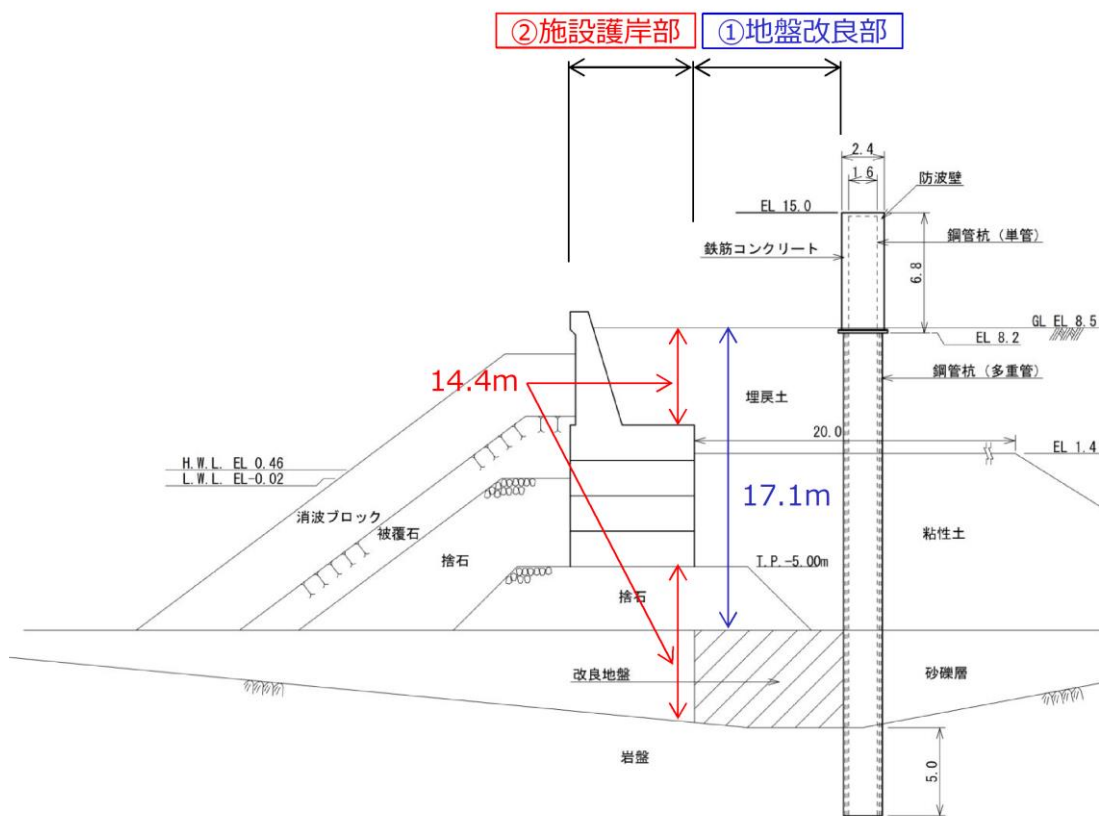 ②施設護岸部
①地盤改良部
2.4
1.6
防波壁
EL 15.0
鋼管杭（単管）
鉄筋コンクリート
6.8
GL EL 8.5
EL 8.2
14.4m
鋼管杭（多重管）
埋戻土
20.0
EL 1.4
H.W.L. EL 0.46
L.W.L. EL-0.02
17.1m
消波ブロック
被覆石
粘性土
捨石
T.P.-5.00m
捨石
改良地盤
砂礫層
岩盤
5.0